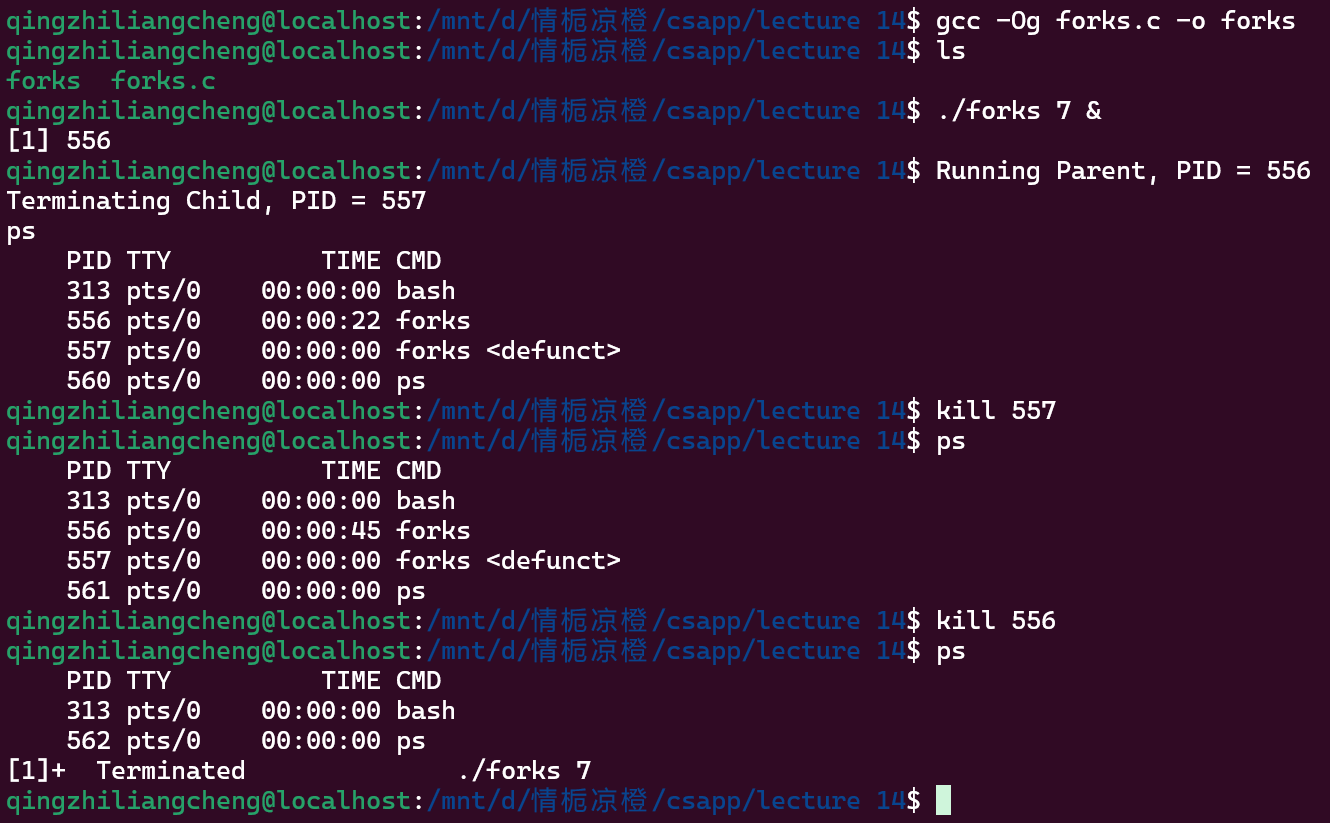 qingzhiliangcheng@localhost:/mnt/d/情栀凉橙/csapp/lecture 14$ gcc -Og forks.c -o forks
qingzhiliangcheng@localhost:/mnt/d/情栀凉橙/csapp/lecture 14$ ls
forks  forks.c
qingzhiliangcheng@localhost:/mnt/d/情栀凉橙/csapp/lecture 14$ ./forks 7 &
[1] 556
qingzhiliangcheng@localhost:/mnt/d/情栀凉橙/csapp/lecture 14$ Running Parent, PID = 556
Terminating Child, PID = 557
ps
    PID TTY          TIME CMD
    313 pts/0    00:00:00 bash
    556 pts/0    00:00:22 forks
    557 pts/0    00:00:00 forks <defunct>
    560 pts/0    00:00:00 ps
qingzhiliangcheng@localhost:/mnt/d/情栀凉橙/csapp/lecture 14$ kill 557
qingzhiliangcheng@localhost:/mnt/d/情栀凉橙/csapp/lecture 14$ ps
    PID TTY          TIME CMD
    313 pts/0    00:00:00 bash
    556 pts/0    00:00:45 forks
    557 pts/0    00:00:00 forks <defunct>
    561 pts/0    00:00:00 ps
qingzhiliangcheng@localhost:/mnt/d/情栀凉橙/csapp/lecture 14$ kill 556
qingzhiliangcheng@localhost:/mnt/d/情栀凉橙/csapp/lecture 14$ ps
    PID TTY          TIME CMD
    313 pts/0    00:00:00 bash
    562 pts/0    00:00:00 ps
[1]+  Terminated              ./forks 7
qingzhiliangcheng@localhost:/mnt/d/情栀凉橙/csapp/lecture 14$